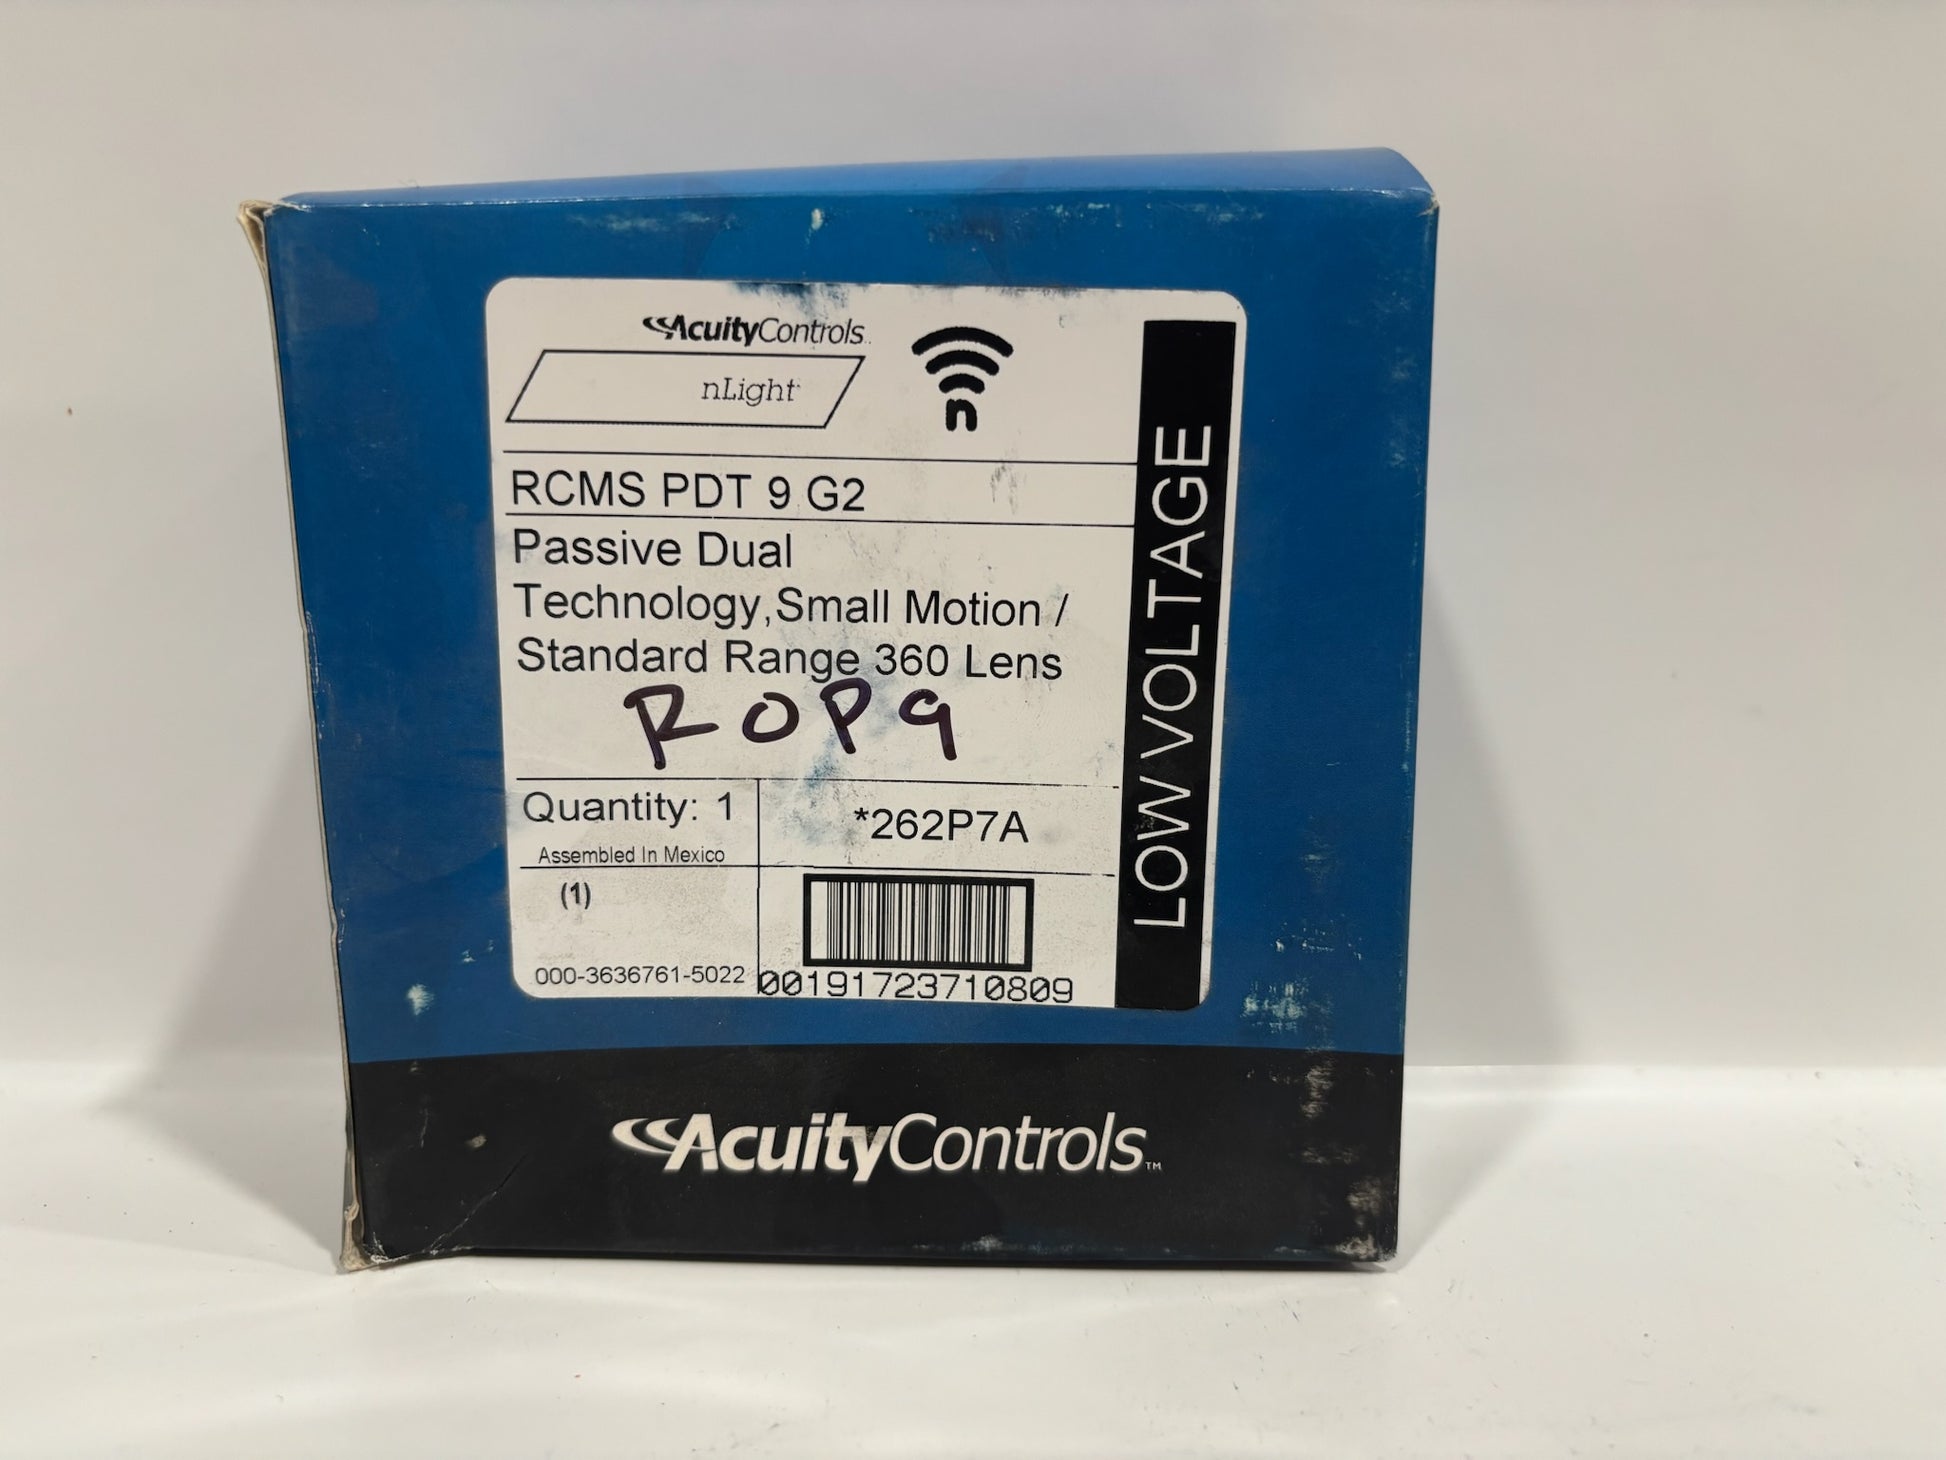 AcuityControls
nLight
n
RCMS PDT 9 G2
Passive Dual
Technology,Small Motion /
Standard Range 360 Lens
ROP9
Quantity: 1
*262P7A
Assembled In Mexico
(1)
000-3636761-5022
00191723710809
LOW VOLTAGE
AcuityControls™